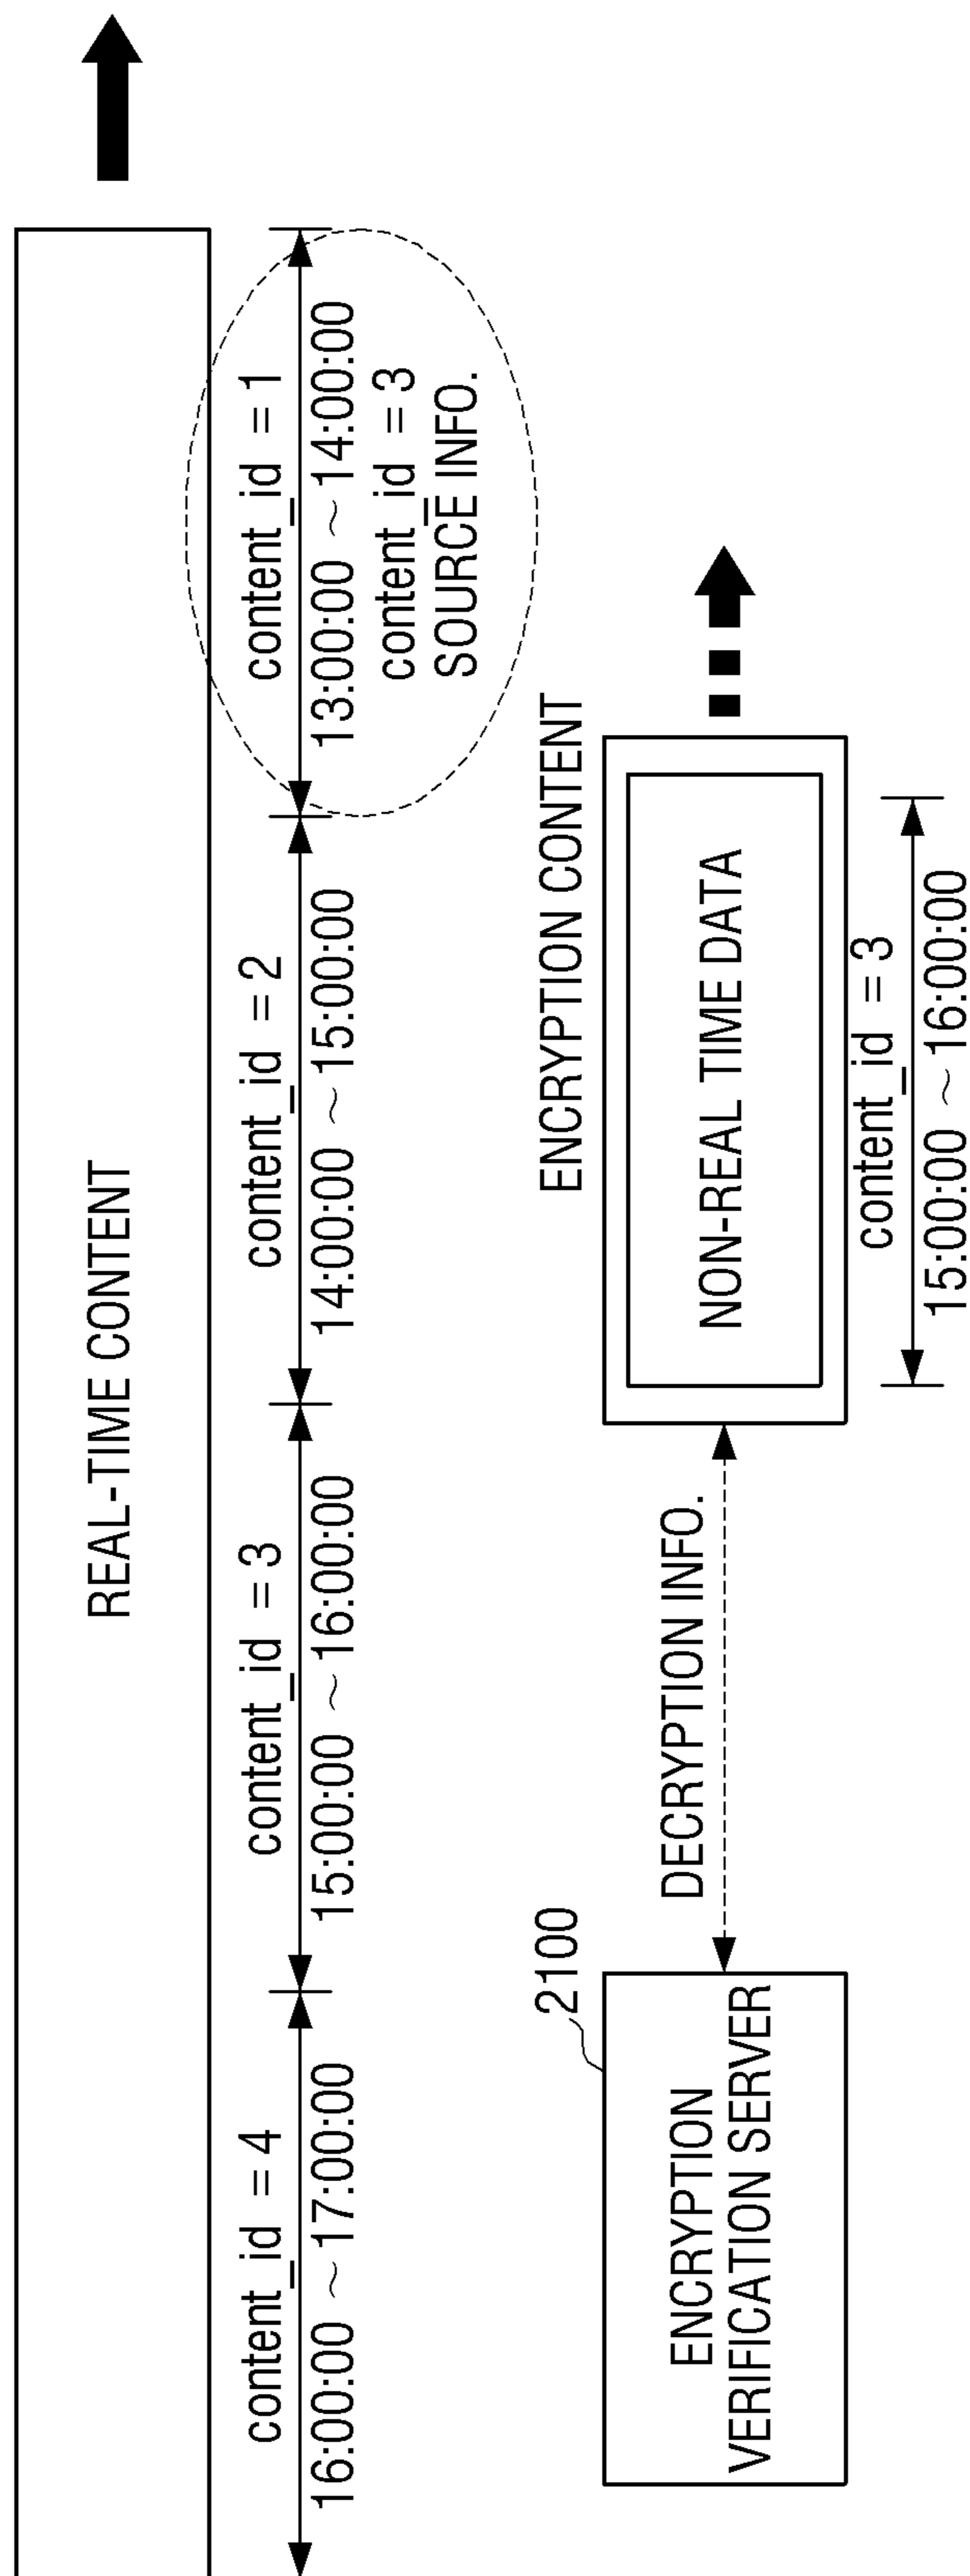 REAL-TIME CONTENT
content_id = 4
16:00:00 ~ 17:00:00
content_id = 3
15:00:00 ~ 16:00:00
content_id = 2
14:00:00 ~ 15:00:00
content_id = 1
13:00:00 ~ 14:00:00
content_id = 3
SOURCE INFO.
2100
ENCRYPTION
VERIFICATION SERVER
DECRYPTION INFO.
ENCRYPTION CONTENT
NON-REAL TIME DATA
content_id = 3
15:00:00 ~ 16:00:00